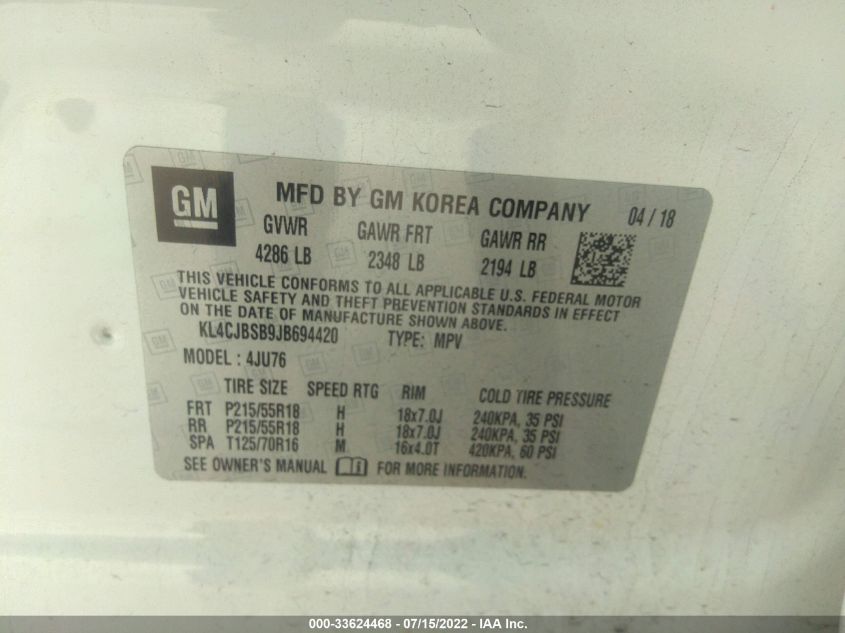 GM
MFD BY GM KOREA COMPANY 04 / 18
GVWR GAWR FRT GAWR RR
4286 LB 2348 LB 2194 LB
THIS VEHICLE CONFORMS TO ALL APPLICABLE U.S. FEDERAL MOTOR
VEHICLE SAFETY AND THEFT PREVENTION STANDARDS IN EFFECT
ON THE DATE OF MANUFACTURE SHOWN ABOVE.
KL4CJBSB9JB694420 TYPE: MPV
MODEL : 4JU76
TIRE SIZE SPEED RTG RIM COLD TIRE PRESSURE
FRT P215/55R18 H 18x7.0J 240KPA, 35 PSI
RR P215/55R18 H 18x7.0J 240KPA, 35 PSI
SPA T125/70R16 M 16x4.0T 420KPA, 60 PSI
SEE OWNER'S MANUAL FOR MORE INFORMATION.
000-33624468 - 07/15/2022 - IAA Inc.